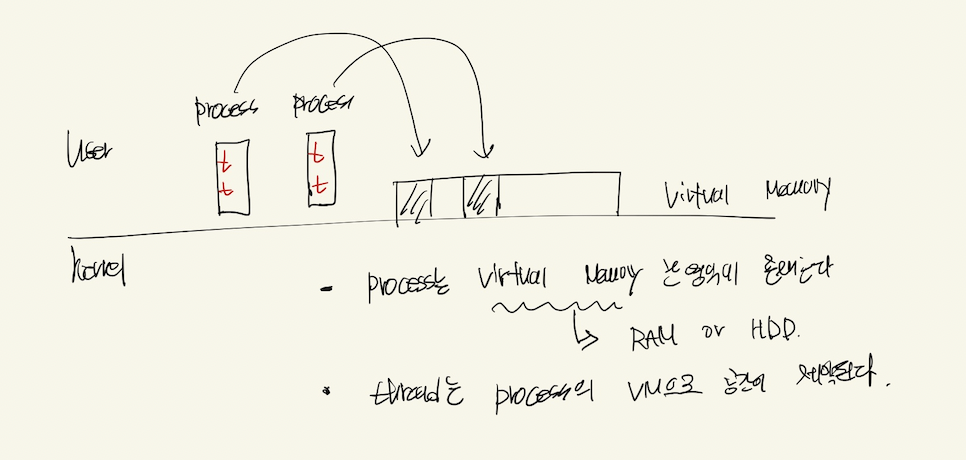 process process
User
t t
t t
Virtual Memory
kernel
- process는 virtual Memory 논영역이 존재한다
RAM or HDD.
• thread는 process의 VM으로 공간이 제약된다.